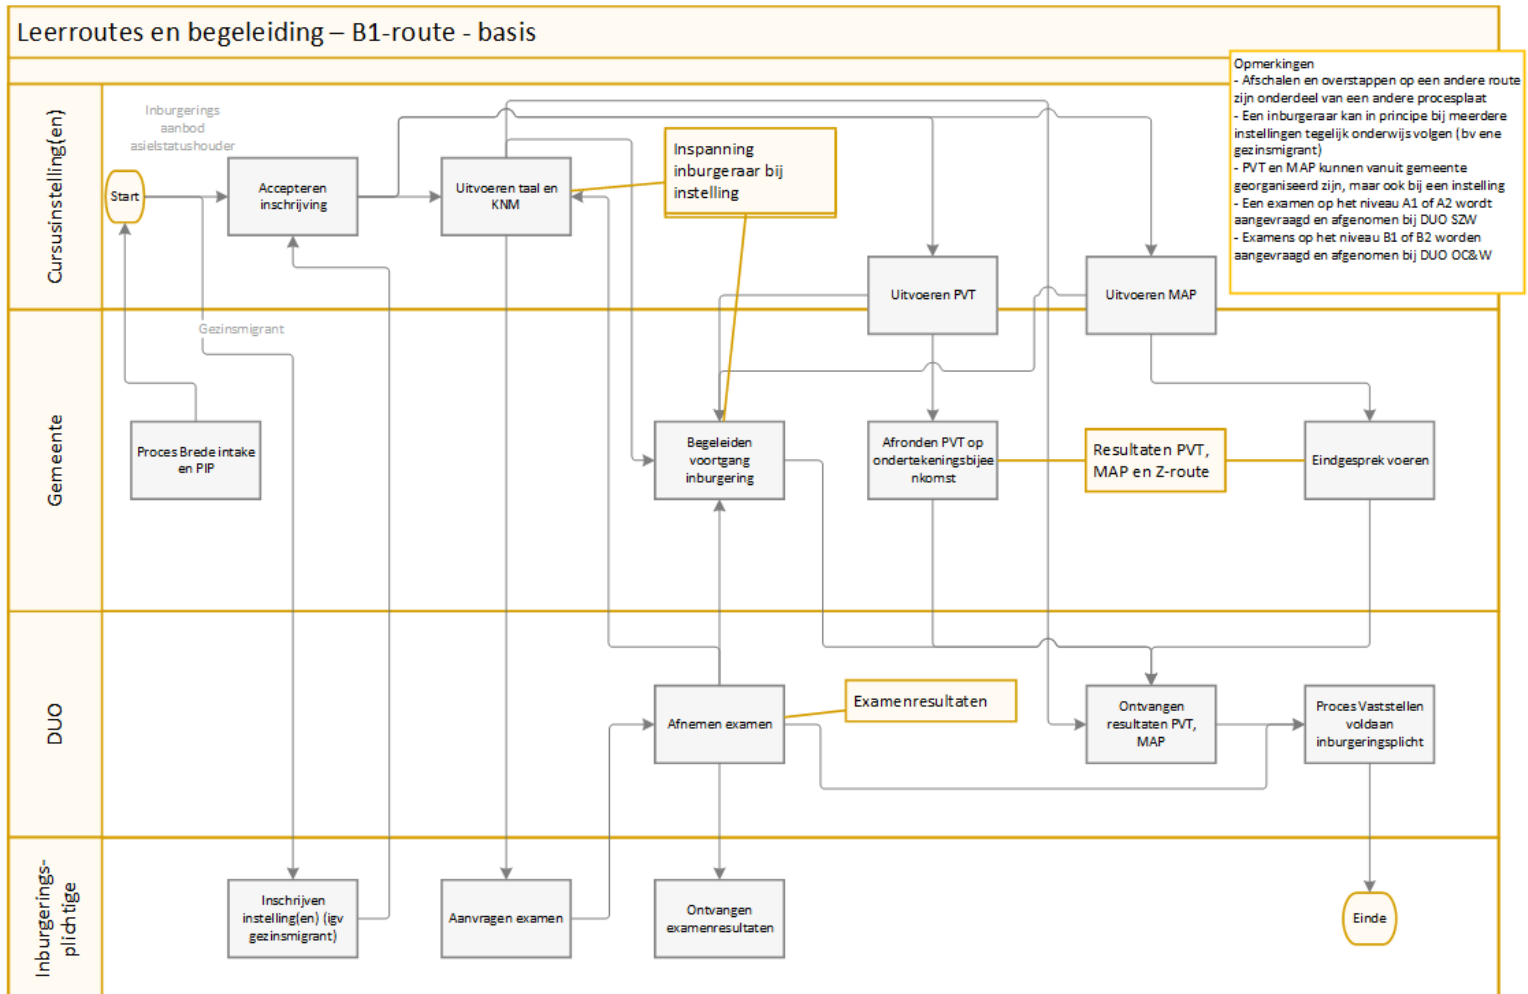 Leerroutes en begeleiding – B1-route - basis
Opmerkingen
- Afschalen en overstappen op een andere route
zijn onderdeel van een andere procesplaat
- Een inburgeraar kan in principe bij meerdere
instellingen tegelijk onderwijs volgen (bv ene
gezinsmigrant)
- PVT en MAP kunnen vanuit gemeente
georganiseerd zijn, maar ook bij een instelling
- Een examen op het niveau A1 of A2 wordt
aangevraagd en afgenomen bij DUO SZW
- Examens op het niveau B1 of B2 worden
aangevraagd en afgenomen bij DUO OC&W
Cursusinstelling(en)
Inburgerings
aanbod
asielstatushouder
Start
Accepteren
inschrijving
Uitvoeren taal en
KNM
Inspanning
inburgeraar bij
instelling
Uitvoeren PVT
Uitvoeren MAP
Gemeente
Gezinsmigrant
Proces Brede intake
en PIP
Begeleiden
voortgang
inburgering
Afronden PVT op
ondertekeningsbijee
nkomst
Resultaten PVT,
MAP en Z-route
Eindgesprek voeren
DUO
Afnemen examen
Examenresultaten
Ontvangen
resultaten PVT,
MAP
Proces Vaststellen
voldaan
inburgeringsplicht
Inburgerings-
plichtige
Inschrijven
instelling(en) (igv
gezinsmigrant)
Aanvragen examen
Ontvangen
examenresultaten
Einde